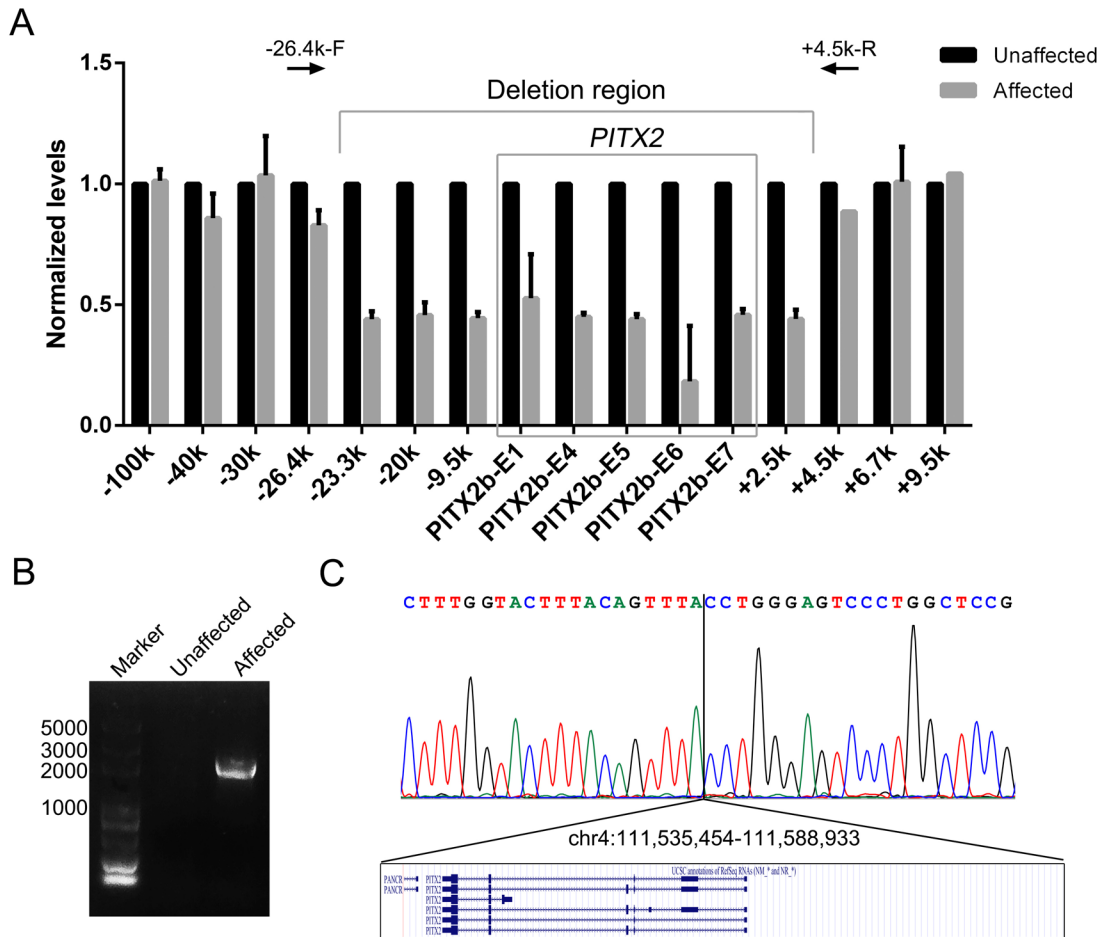 A
-26.4k-F
+4.5k-R
Unaffected
Affected
Deletion region
PITX2
Normalized levels
1.5
1.0
0.5
0.0
-100k
-40k
-30k
-26.4k
-23.3k
-20k
-9.5k
PITX2b-E1
PITX2b-E4
PITX2b-E5
PITX2b-E6
PITX2b-E7
+2.5k
+4.5k
+6.7k
+9.5k
B
Marker
Unaffected
Affected
5000
3000
2000
1000
C
CTTTGGTACTTTACAGTTTACCTGGGAGTCCCTGGCTCCG
chr4:111,535,454-111,588,933
UCSC annotations of RefSeq RNAs (NM_* and NR_*)
PANCR PITX2
PANCR PITX2
PITX2
PITX2
PITX2
PITX2